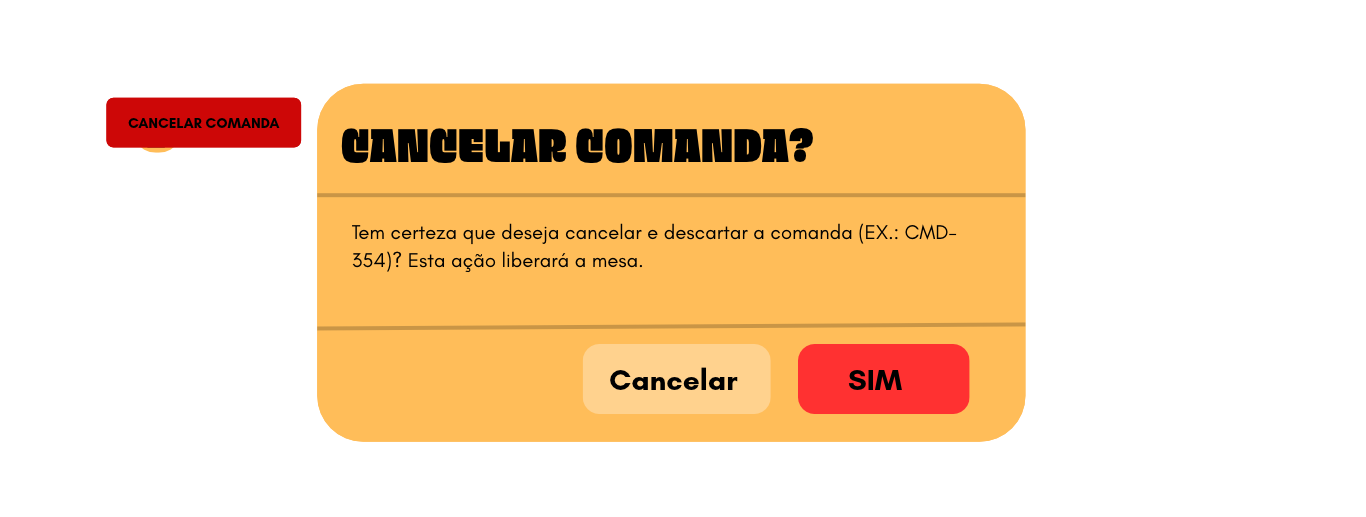 CANCELAR COMANDA
CANCELAR COMANDA?
Tem certeza que deseja cancelar e descartar a comanda (EX.: CMD-
354)? Esta ação liberará a mesa.
Cancelar
SIM